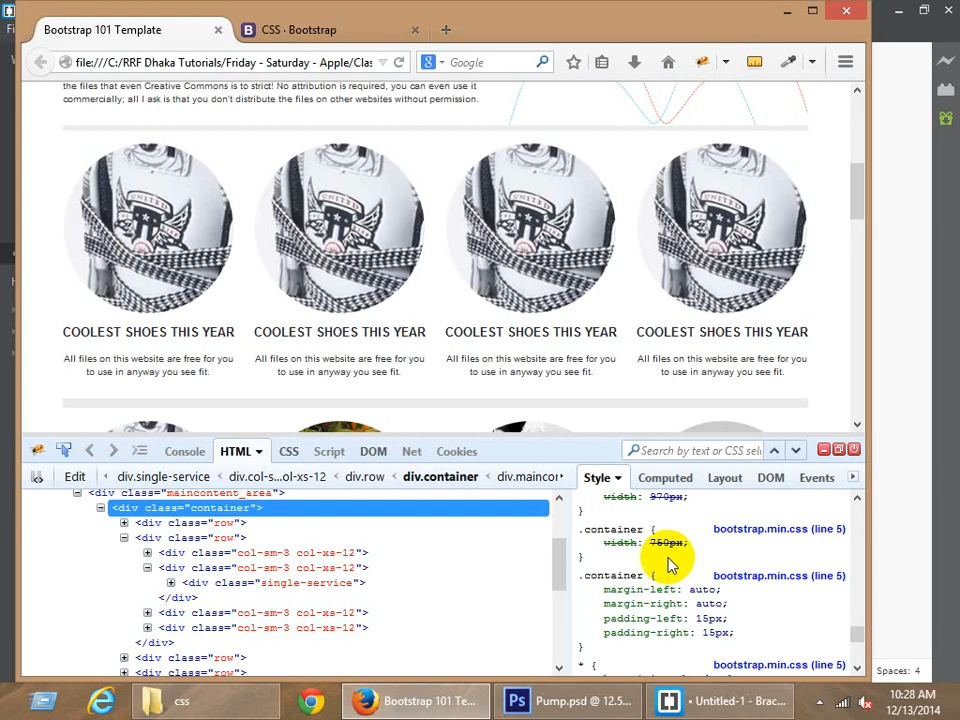 Bootstrap 101 Template
CSS · Bootstrap
file:///C:/RRF Dhaka Tutorials/Friday - Saturday - Apple/Clas
Google
the files that even Creative Commons is to strict! No attribution is required, you can even use it
commercially; all I ask is that you don't distribute the files on other websites without permission.
UNITED UNITED UNITED UNITED
COOLEST SHOES THIS YEAR COOLEST SHOES THIS YEAR COOLEST SHOES THIS YEAR COOLEST SHOES THIS YEAR
All files on this website are free for you All files on this website are free for you All files on this website are free for you All files on this website are free for you
to use in anyway you see fit. to use in anyway you see fit. to use in anyway you see fit. to use in anyway you see fit.
Console HTML CSS Script DOM Net Cookies Search by text or CSS sele
Edit div.single-service div.col-s...ol-xs-12 div.row div.container div.mainco Style Computed Layout DOM Events
<div class="maincontent_area">
<div class="container">
<div class="row">
<div class="row">
<div class="col-sm-3 col-xs-12">
<div class="col-sm-3 col-xs-12">
<div class="single-service">
</div>
<div class="col-sm-3 col-xs-12">
<div class="col-sm-3 col-xs-12">
</div>
<div class="row">
<div class="row">
width: 970px;
}
.container { bootstrap.min.css (line 5)
width: 750px;
}
.container { bootstrap.min.css (line 5)
margin-left: auto;
margin-right: auto;
padding-left: 15px;
padding-right: 15px;
}
* { bootstrap.min.css (line 5)
Spaces: 4
css
Bootstrap 101 Te...
Pump.psd @ 12.5...
• Untitled-1 - Brac...
10:28 AM
12/13/2014